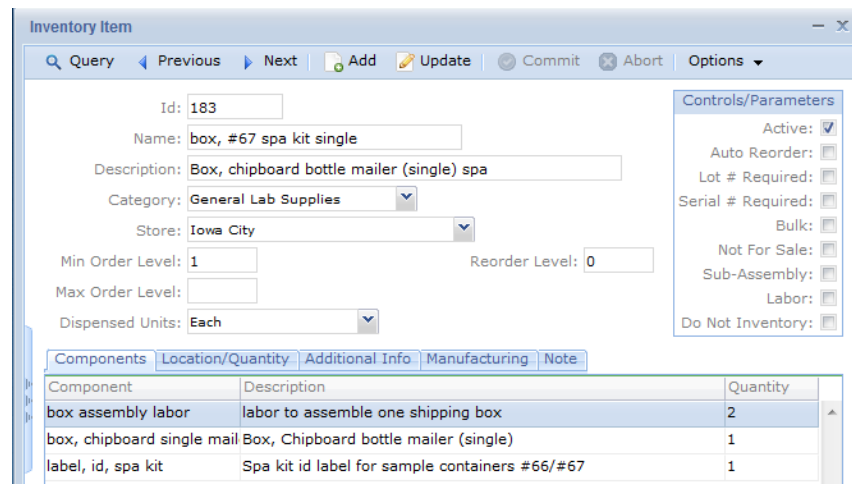 Inventory Item
Query Previous Next Add Update Commit Abort Options
Id: 183
Name: box, #67 spa kit single
Description: Box, chipboard bottle mailer (single) spa
Category: General Lab Supplies
Store: Iowa City
Min Order Level: 1 Reorder Level: 0
Max Order Level:
Dispensed Units: Each
Controls/Parameters
Active:
Auto Reorder:
Lot # Required:
Serial # Required:
Bulk:
Not For Sale:
Sub-Assembly:
Labor:
Do Not Inventory:
Components Location/Quantity Additional Info Manufacturing Note
Component Description Quantity
box assembly labor labor to assemble one shipping box 2
box, chipboard single mail Box, Chipboard bottle mailer (single) 1
label, id, spa kit Spa kit id label for sample containers #66/#67 1